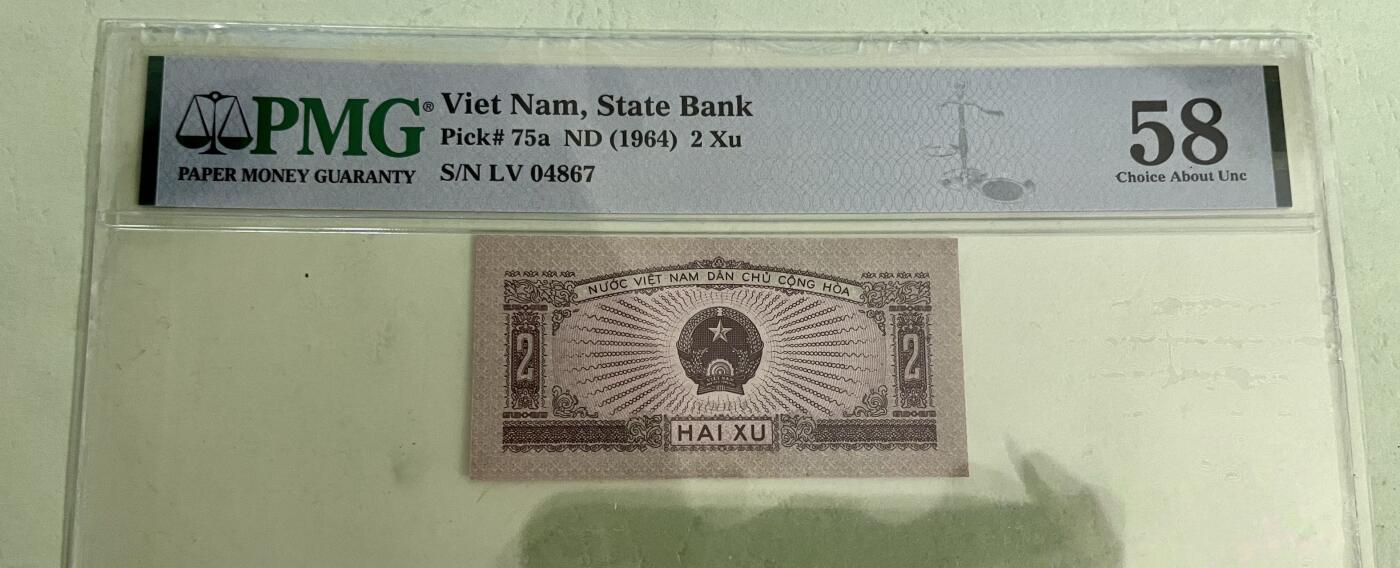 PMG®
PAPER MONEY GUARANTY
Viet Nam, State Bank
Pick# 75a ND (1964) 2 Xu
S/N LV 04867
58
Choice About Unc
NƯỚC VIỆT NAM DÂN CHỦ CỘNG HÒA
2
2
HAI XU